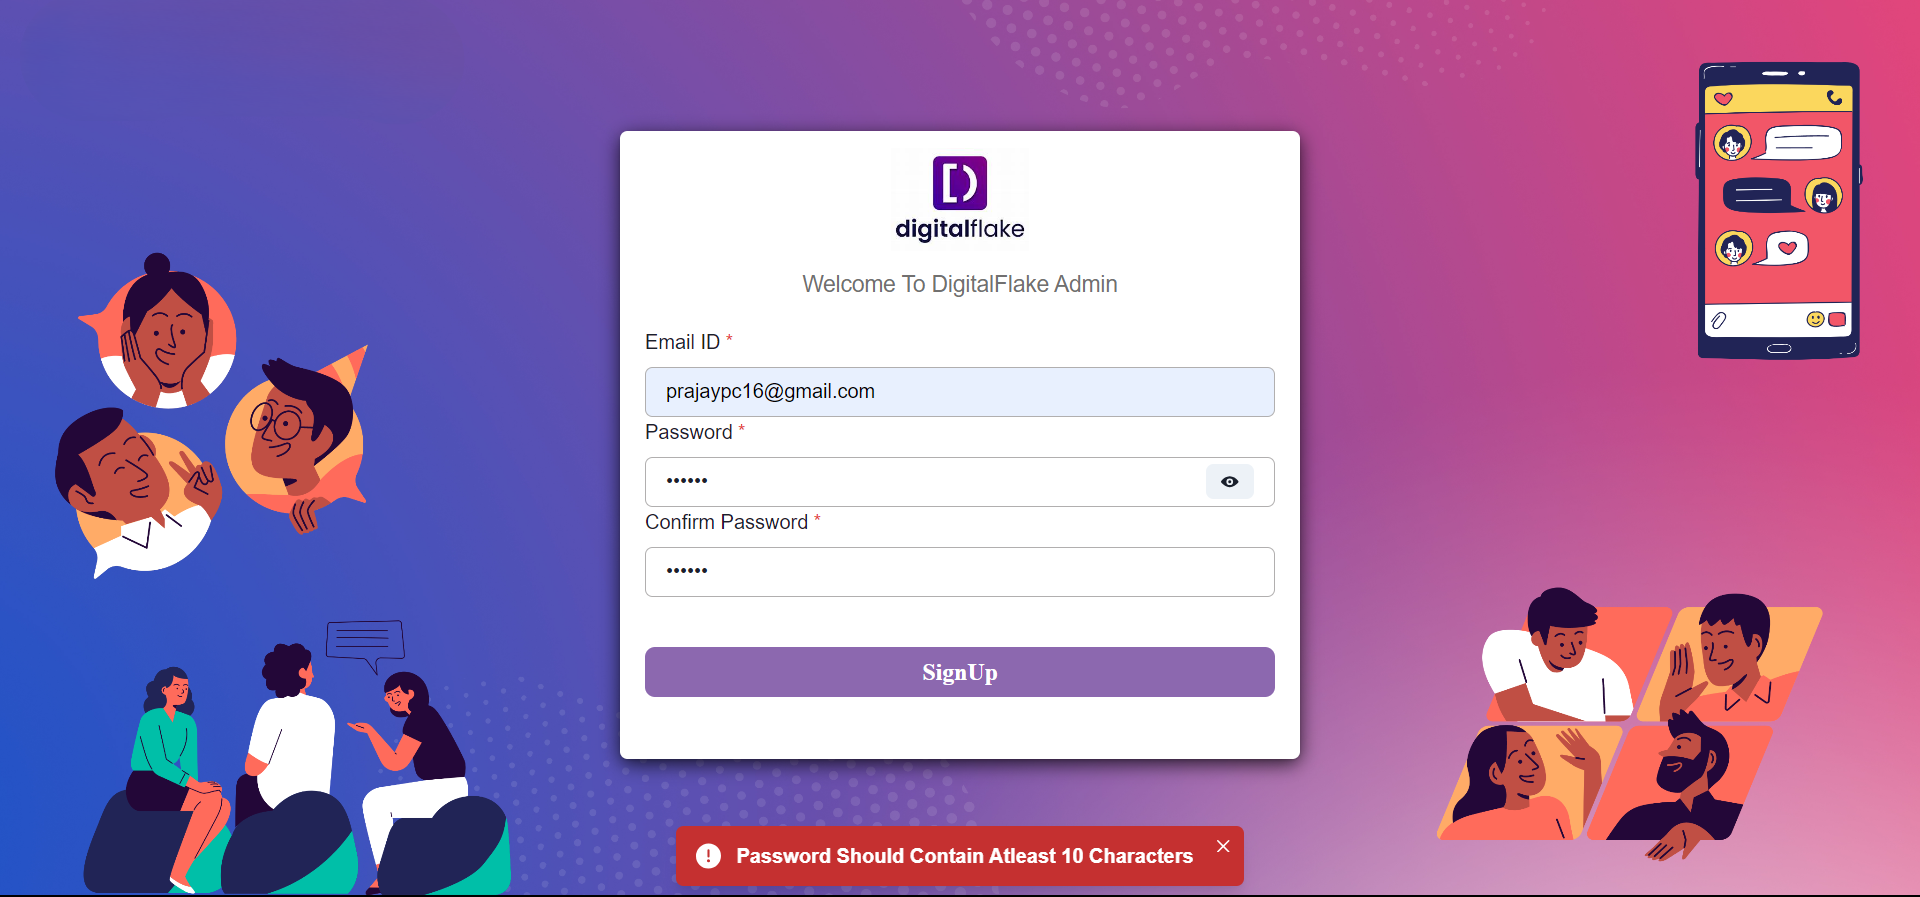 digitalflake
Welcome To DigitalFlake Admin
Email ID *
prajaypc16@gmail.com
Password *
••••••
Confirm Password *
••••••
SignUp
Password Should Contain Atleast 10 Characters